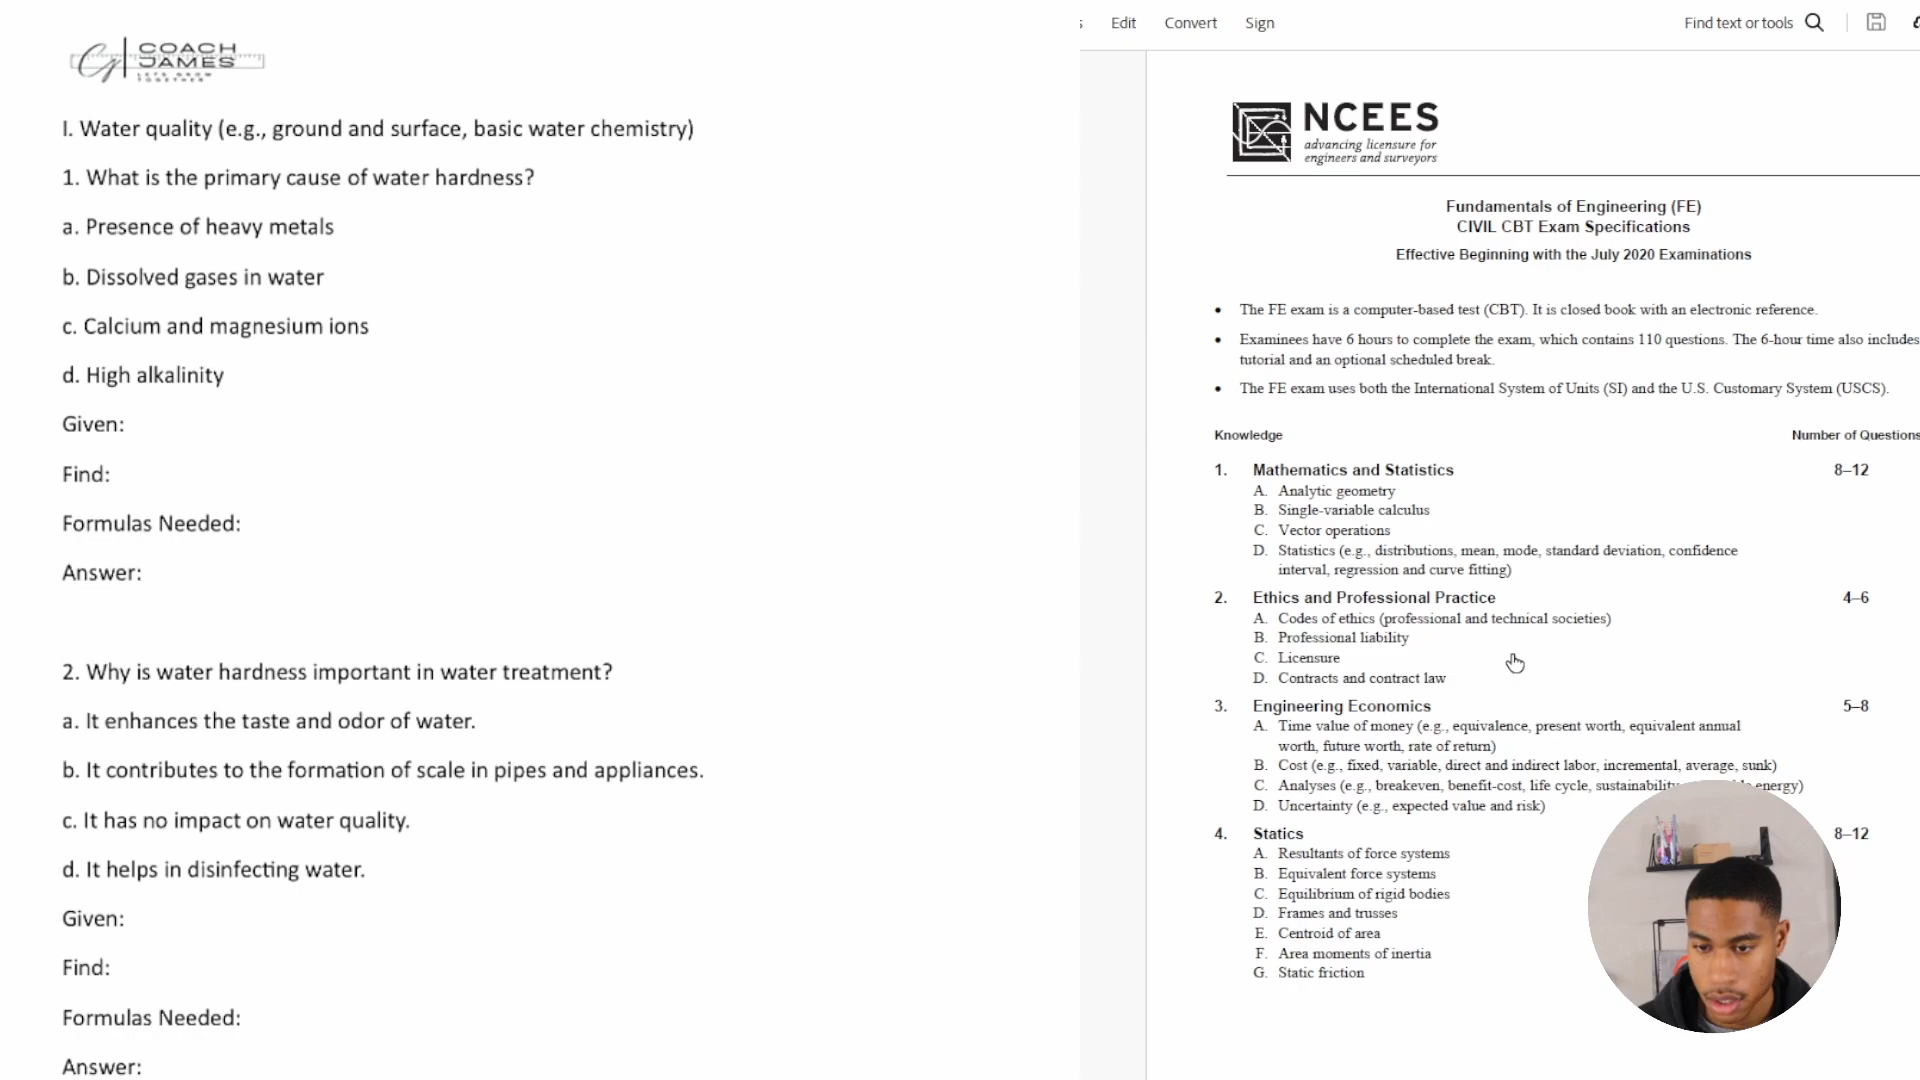 COACH
JAMES
LET'S GROW
TOGETHER
I. Water quality (e.g., ground and surface, basic water chemistry)
1. What is the primary cause of water hardness?
a. Presence of heavy metals
b. Dissolved gases in water
c. Calcium and magnesium ions
d. High alkalinity
Given:
Find:
Formulas Needed:
Answer:
2. Why is water hardness important in water treatment?
a. It enhances the taste and odor of water.
b. It contributes to the formation of scale in pipes and appliances.
c. It has no impact on water quality.
d. It helps in disinfecting water.
Given:
Find:
Formulas Needed:
Answer:
Edit Convert Sign Find text or tools
NCEES
advancing licensure for
engineers and surveyors
Fundamentals of Engineering (FE)
CIVIL CBT Exam Specifications
Effective Beginning with the July 2020 Examinations
• The FE exam is a computer-based test (CBT). It is closed book with an electronic reference.
• Examinees have 6 hours to complete the exam, which contains 110 questions. The 6-hour time also includes
tutorial and an optional scheduled break.
• The FE exam uses both the International System of Units (SI) and the U.S. Customary System (USCS).
Knowledge Number of Questions
1. Mathematics and Statistics 8–12
A. Analytic geometry
B. Single-variable calculus
C. Vector operations
D. Statistics (e.g., distributions, mean, mode, standard deviation, confidence
interval, regression and curve fitting)
2. Ethics and Professional Practice 4–6
A. Codes of ethics (professional and technical societies)
B. Professional liability
C. Licensure
D. Contracts and contract law
3. Engineering Economics 5–8
A. Time value of money (e.g., equivalence, present worth, equivalent annual
worth, future worth, rate of return)
B. Cost (e.g., fixed, variable, direct and indirect labor, incremental, average, sunk)
C. Analyses (e.g., breakeven, benefit-cost, life cycle, sustainability energy)
D. Uncertainty (e.g., expected value and risk)
4. Statics 8–12
A. Resultants of force systems
B. Equivalent force systems
C. Equilibrium of rigid bodies
D. Frames and trusses
E. Centroid of area
F. Area moments of inertia
G. Static friction